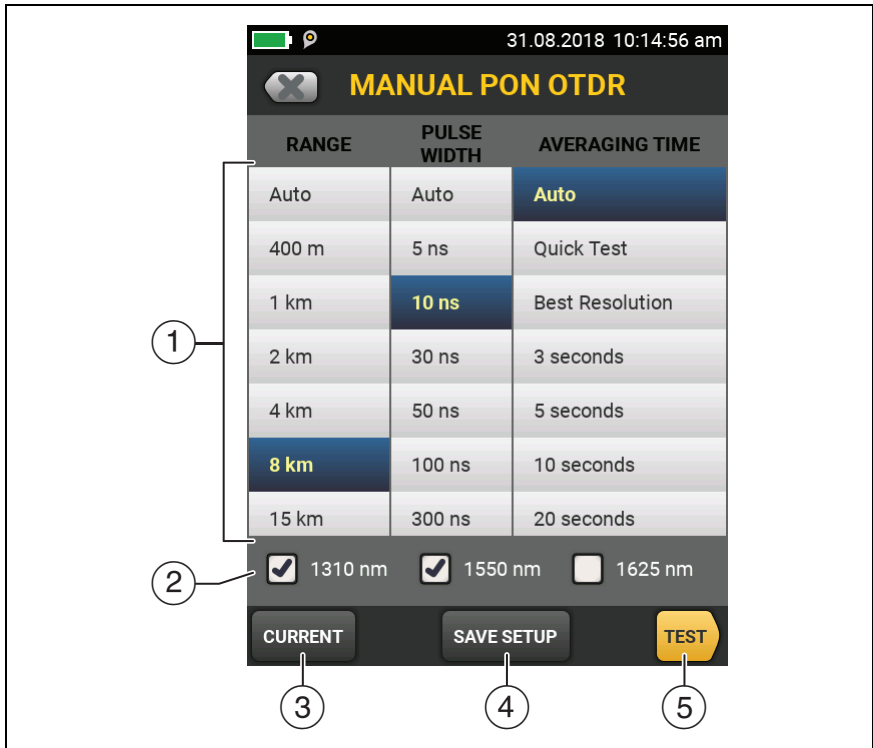 31.08.2018 10:14:56 am
MANUAL PON OTDR
RANGE PULSE WIDTH AVERAGING TIME
Auto Auto Auto
400 m 5 ns Quick Test
1 km 10 ns Best Resolution
2 km 30 ns 3 seconds
4 km 50 ns 5 seconds
8 km 100 ns 10 seconds
15 km 300 ns 20 seconds
1310 nm 1550 nm 1625 nm
CURRENT SAVE SETUP TEST
1
2
3 4 5